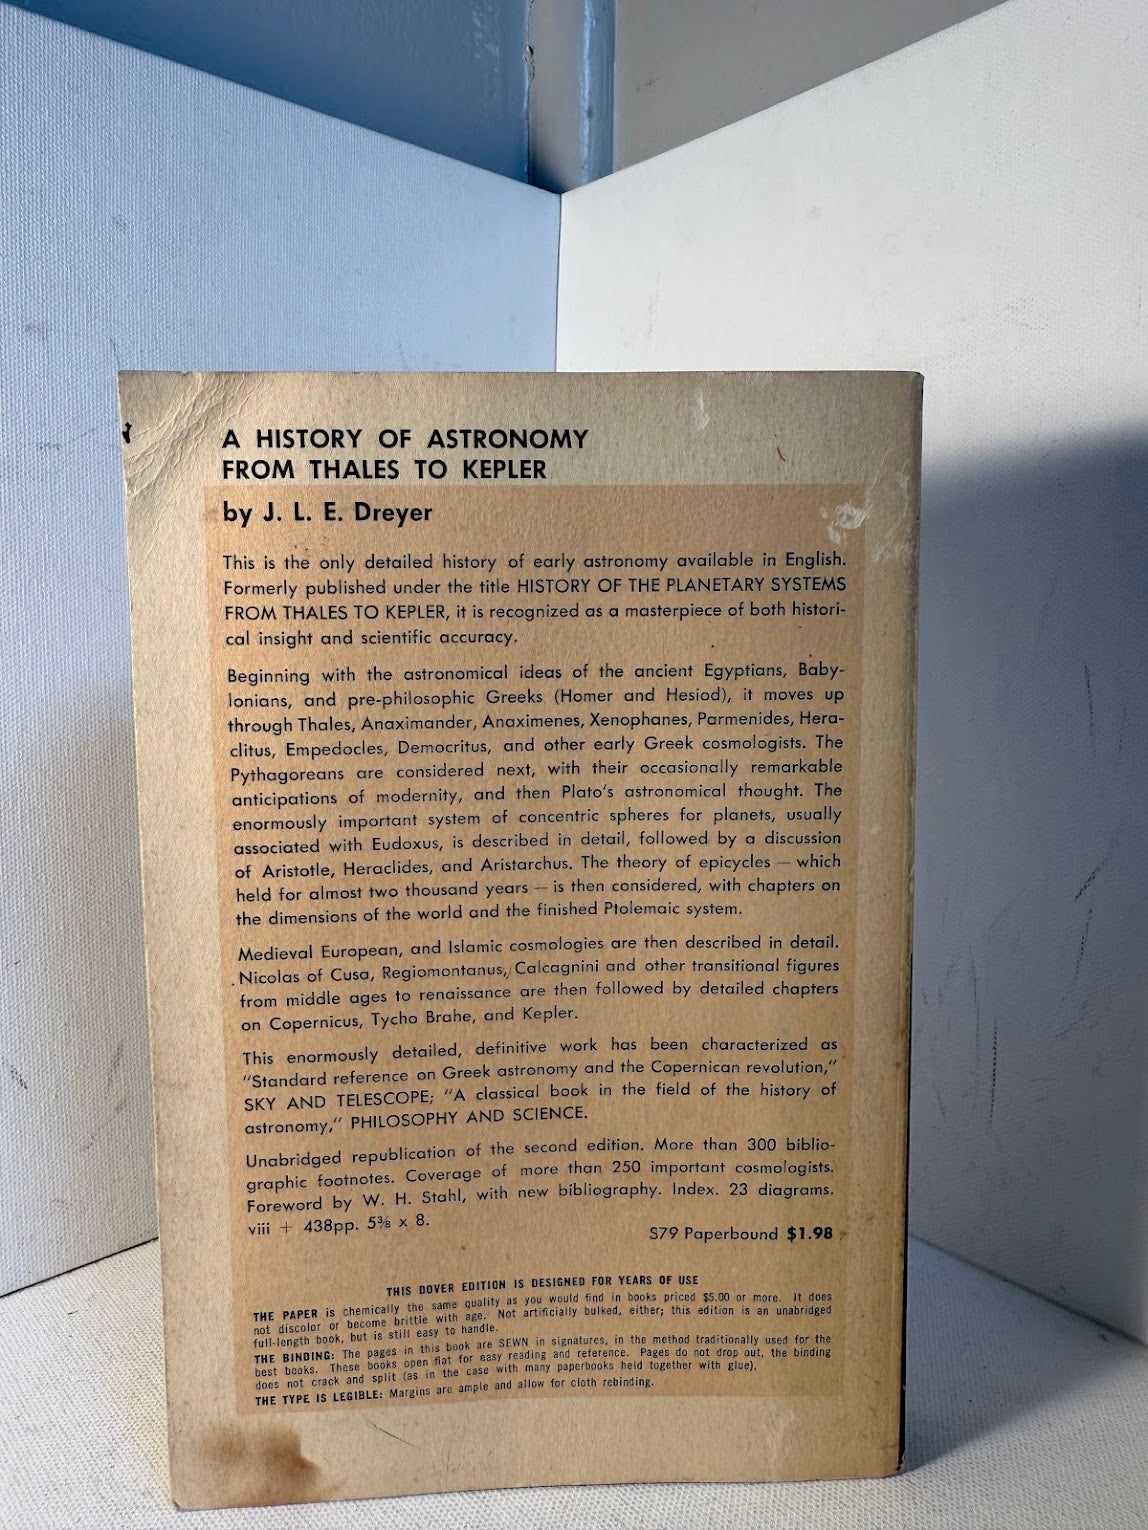 A HISTORY OF ASTRONOMY
FROM THALES TO KEPLER
by J. L. E. Dreyer
This is the only detailed history of early astronomy available in English.
Formerly published under the title HISTORY OF THE PLANETARY SYSTEMS
FROM THALES TO KEPLER, it is recognized as a masterpiece of both histori-
cal insight and scientific accuracy.
Beginning with the astronomical ideas of the ancient Egyptians, Baby-
lonians, and pre-philosophic Greeks (Homer and Hesiod), it moves up
through Thales, Anaximander, Anaximenes, Xenophanes, Parmenides, Hera-
clitus, Empedocles, Democritus, and other early Greek cosmologists. The
Pythagoreans are considered next, with their occasionally remarkable
anticipations of modernity, and then Plato's astronomical thought. The
enormously important system of concentric spheres for planets, usually
associated with Eudoxus, is described in detail, followed by a discussion
of Aristotle, Heraclides, and Aristarchus. The theory of epicycles — which
held for almost two thousand years — is then considered, with chapters on
the dimensions of the world and the finished Ptolemaic system.
Medieval European, and Islamic cosmologies are then described in detail.
Nicolas of Cusa, Regiomontanus, Calcagnini and other transitional figures
from middle ages to renaissance are then followed by detailed chapters
on Copernicus, Tycho Brahe, and Kepler.
This enormously detailed, definitive work has been characterized as
"Standard reference on Greek astronomy and the Copernican revolution,"
SKY AND TELESCOPE; "A classical book in the field of the history of
astronomy," PHILOSOPHY AND SCIENCE.
Unabridged republication of the second edition. More than 300 biblio-
graphic footnotes. Coverage of more than 250 important cosmologists.
Foreword by W. H. Stahl, with new bibliography. Index. 23 diagrams.
viii + 438pp. 5⅜ x 8.
S79 Paperbound $1.98
THIS DOVER EDITION IS DESIGNED FOR YEARS OF USE
THE PAPER is chemically the same quality as you would find in books priced $5.00 or more. It does
not discolor or become brittle with age. Not artificially bulked, either; this edition is an unabridged
full-length book, but is still easy to handle.
THE BINDING: The pages in this book are SEWN in signatures, in the method traditionally used for the
best books. These books open flat for easy reading and reference. Pages do not drop out, the binding
does not crack and split (as in the case with many paperbooks held together with glue).
THE TYPE IS LEGIBLE: Margins are ample and allow for cloth rebinding.